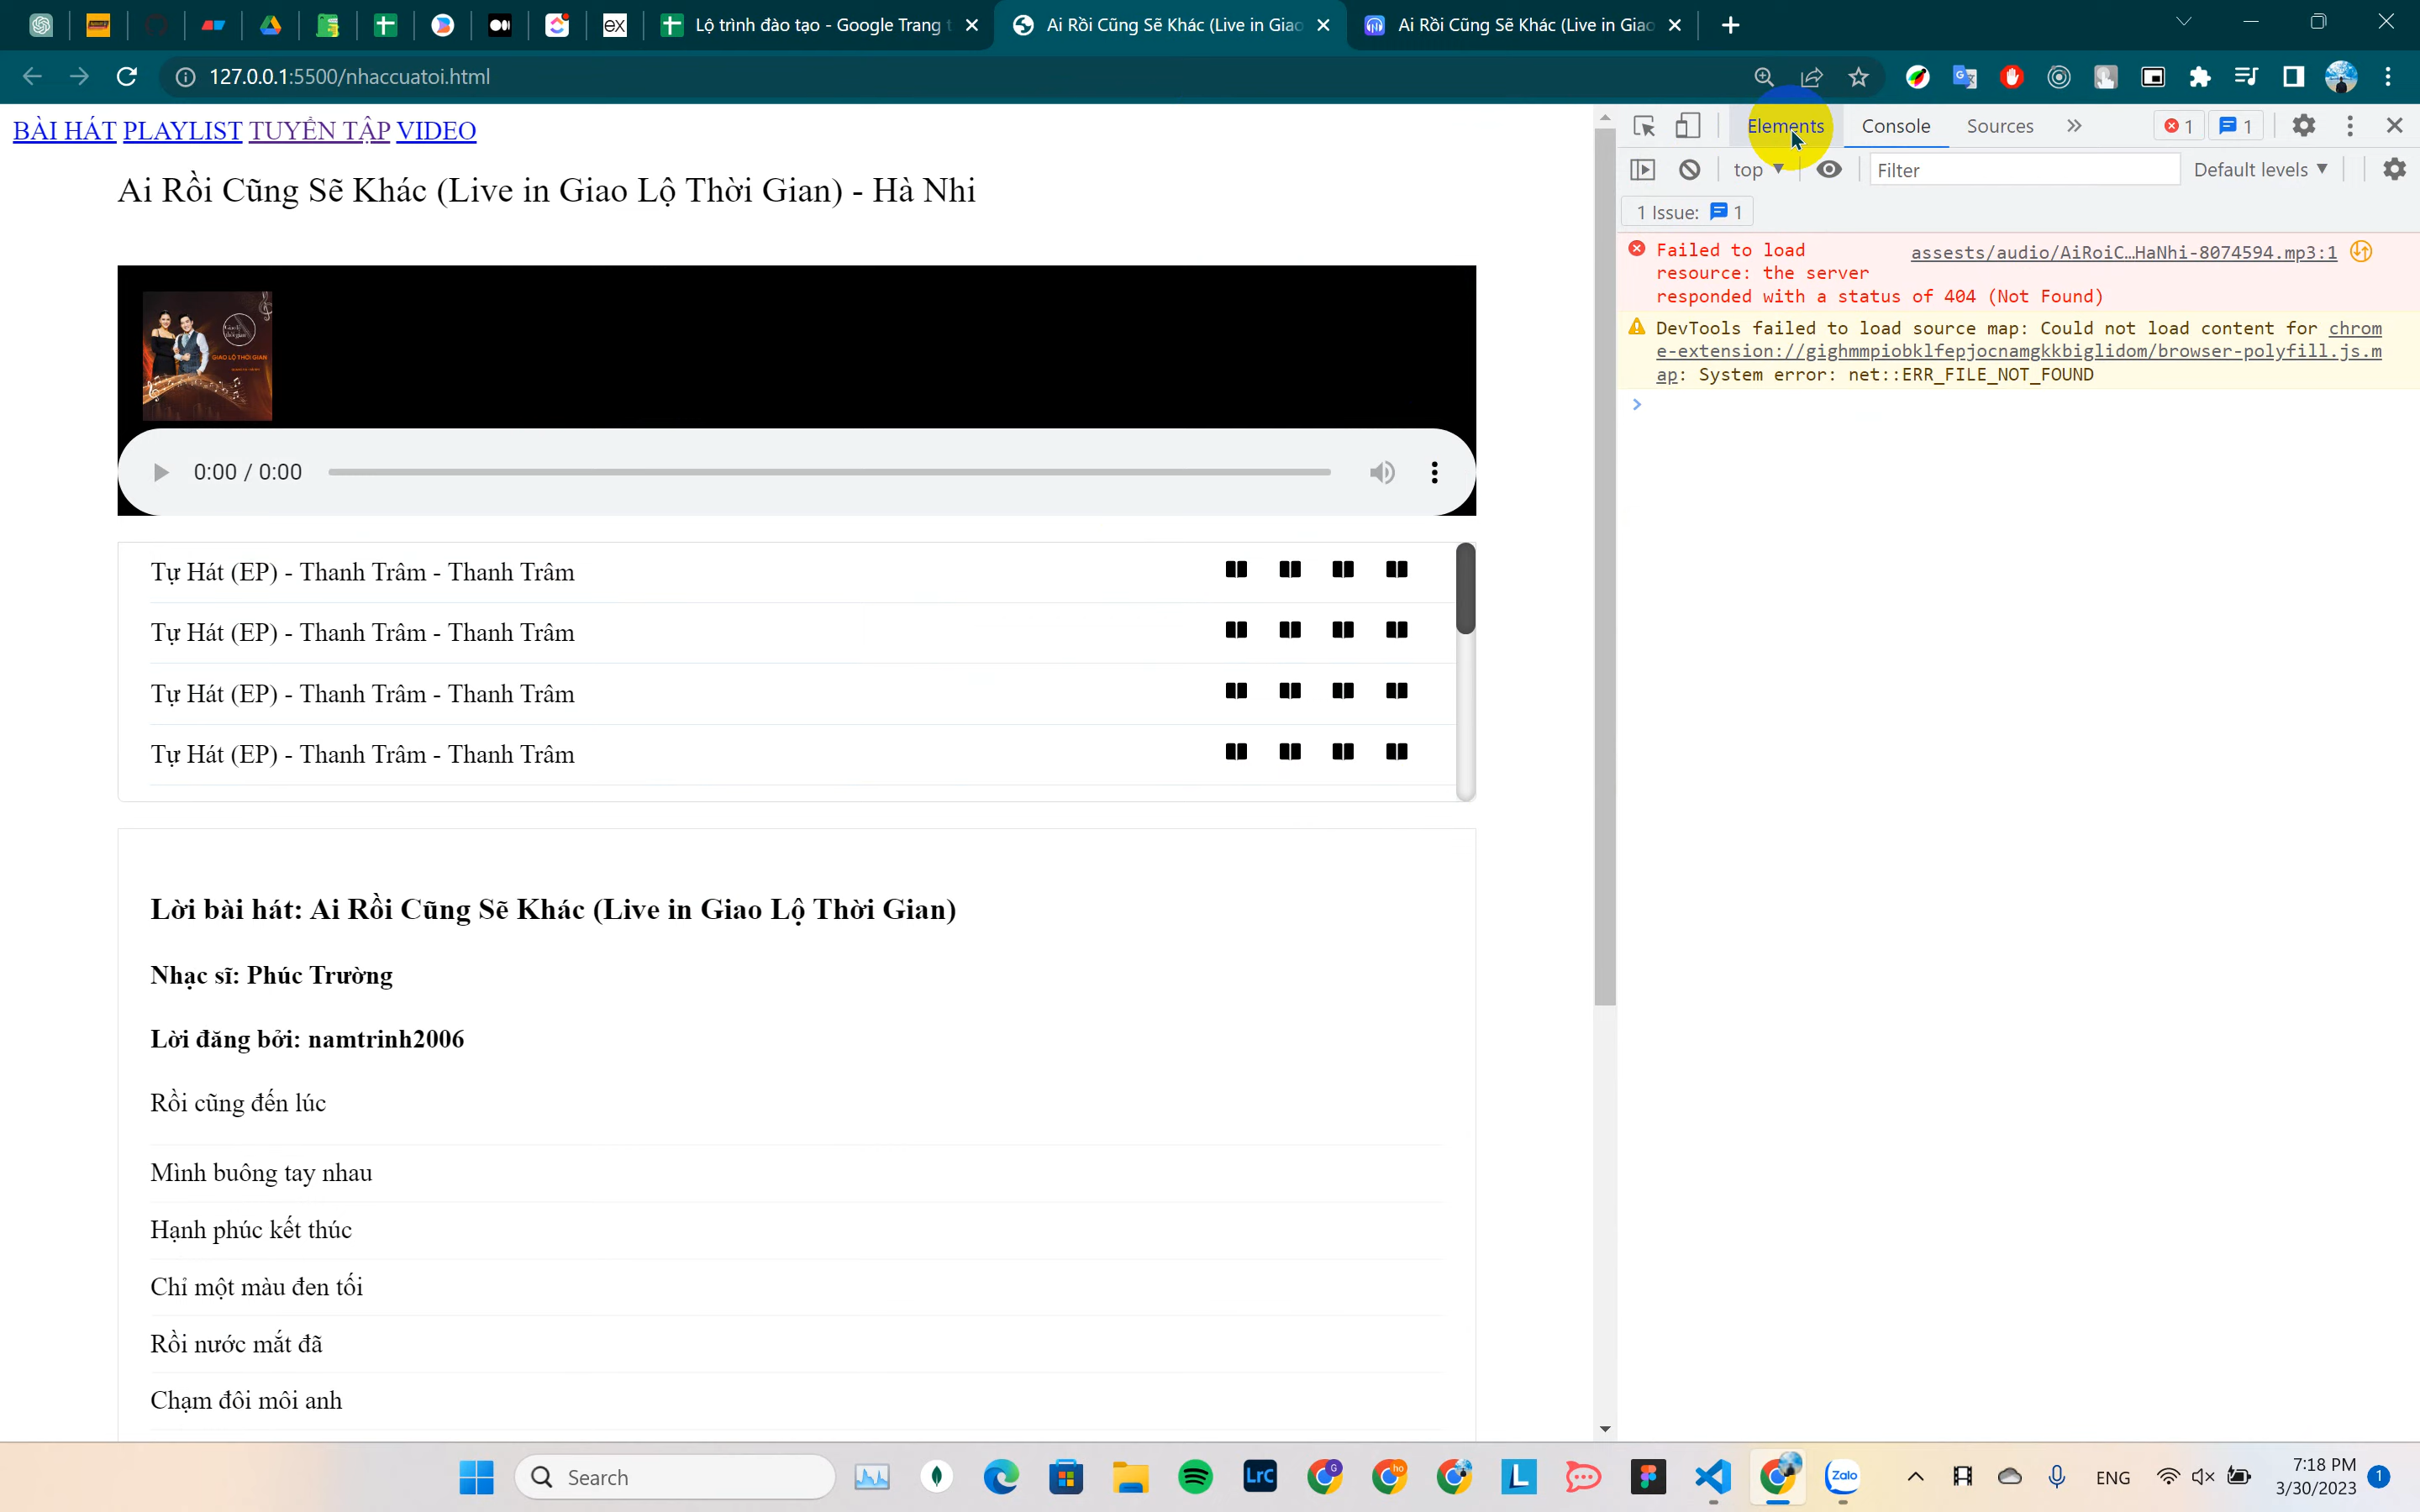 Lộ trình đào tạo - Google Trang t
Ai Rồi Cũng Sẽ Khác (Live in Giao
Ai Rồi Cũng Sẽ Khác (Live in Giao
127.0.0.1:5500/nhaccuatoi.html
BÀI HÁT PLAYLIST TUYỂN TẬP VIDEO
Ai Rồi Cũng Sẽ Khác (Live in Giao Lộ Thời Gian) - Hà Nhi
GIAO LỘ THỜI GIAN
0:00 / 0:00
Tự Hát (EP) - Thanh Trâm - Thanh Trâm
Tự Hát (EP) - Thanh Trâm - Thanh Trâm
Tự Hát (EP) - Thanh Trâm - Thanh Trâm
Tự Hát (EP) - Thanh Trâm - Thanh Trâm
Lời bài hát: Ai Rồi Cũng Sẽ Khác (Live in Giao Lộ Thời Gian)
Nhạc sĩ: Phúc Trường
Lời đăng bởi: namtrinh2006
Rồi cũng đến lúc
Mình buông tay nhau
Hạnh phúc kết thúc
Chỉ một màu đen tối
Rồi nước mắt đã
Chạm đôi môi anh
Elements Console Sources 1 1
top Filter Default levels
1 Issue: 1
Failed to load assests/audio/AiRoiC…HaNhi-8074594.mp3:1
resource: the server
responded with a status of 404 (Not Found)
DevTools failed to load source map: Could not load content for chrom
e-extension://gighmmpiobklfepjocnamgkkbiglidom/browser-polyfill.js.m
ap: System error: net::ERR_FILE_NOT_FOUND
Search
LrC
G
ho
L
Zalo
ENG
7:18 PM
3/30/2023
1